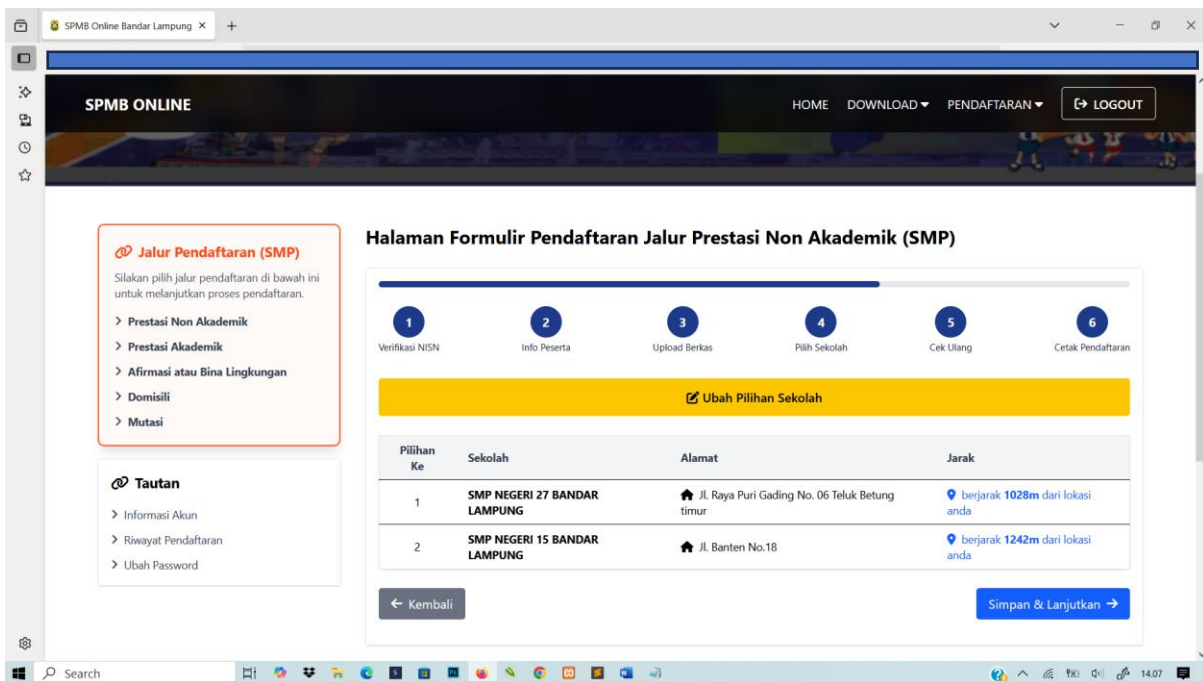 SPMB Online Bandar Lampung
SPMB ONLINE
HOME
DOWNLOAD
PENDAFTARAN
LOGOUT
Jalur Pendaftaran (SMP)
Silakan pilih jalur pendaftaran di bawah ini
untuk melanjutkan proses pendaftaran.
Prestasi Non Akademik
Prestasi Akademik
Afirmasi atau Bina Lingkungan
Domisili
Mutasi
Tautan
Informasi Akun
Riwayat Pendaftaran
Ubah Password
Halaman Formulir Pendaftaran Jalur Prestasi Non Akademik (SMP)
1
Verifikasi NISN
2
Info Peserta
3
Upload Berkas
4
Pilih Sekolah
5
Cek Ulang
6
Cetak Pendaftaran
Ubah Pilihan Sekolah
Pilihan
Ke
Sekolah
Alamat
Jarak
1
SMP NEGERI 27 BANDAR
LAMPUNG
Jl. Raya Puri Gading No. 06 Teluk Betung
timur
berjarak 1028m dari lokasi
anda
2
SMP NEGERI 15 BANDAR
LAMPUNG
Jl. Banten No.18
berjarak 1242m dari lokasi
anda
Kembali
Simpan & Lanjutkan
Search
14.07